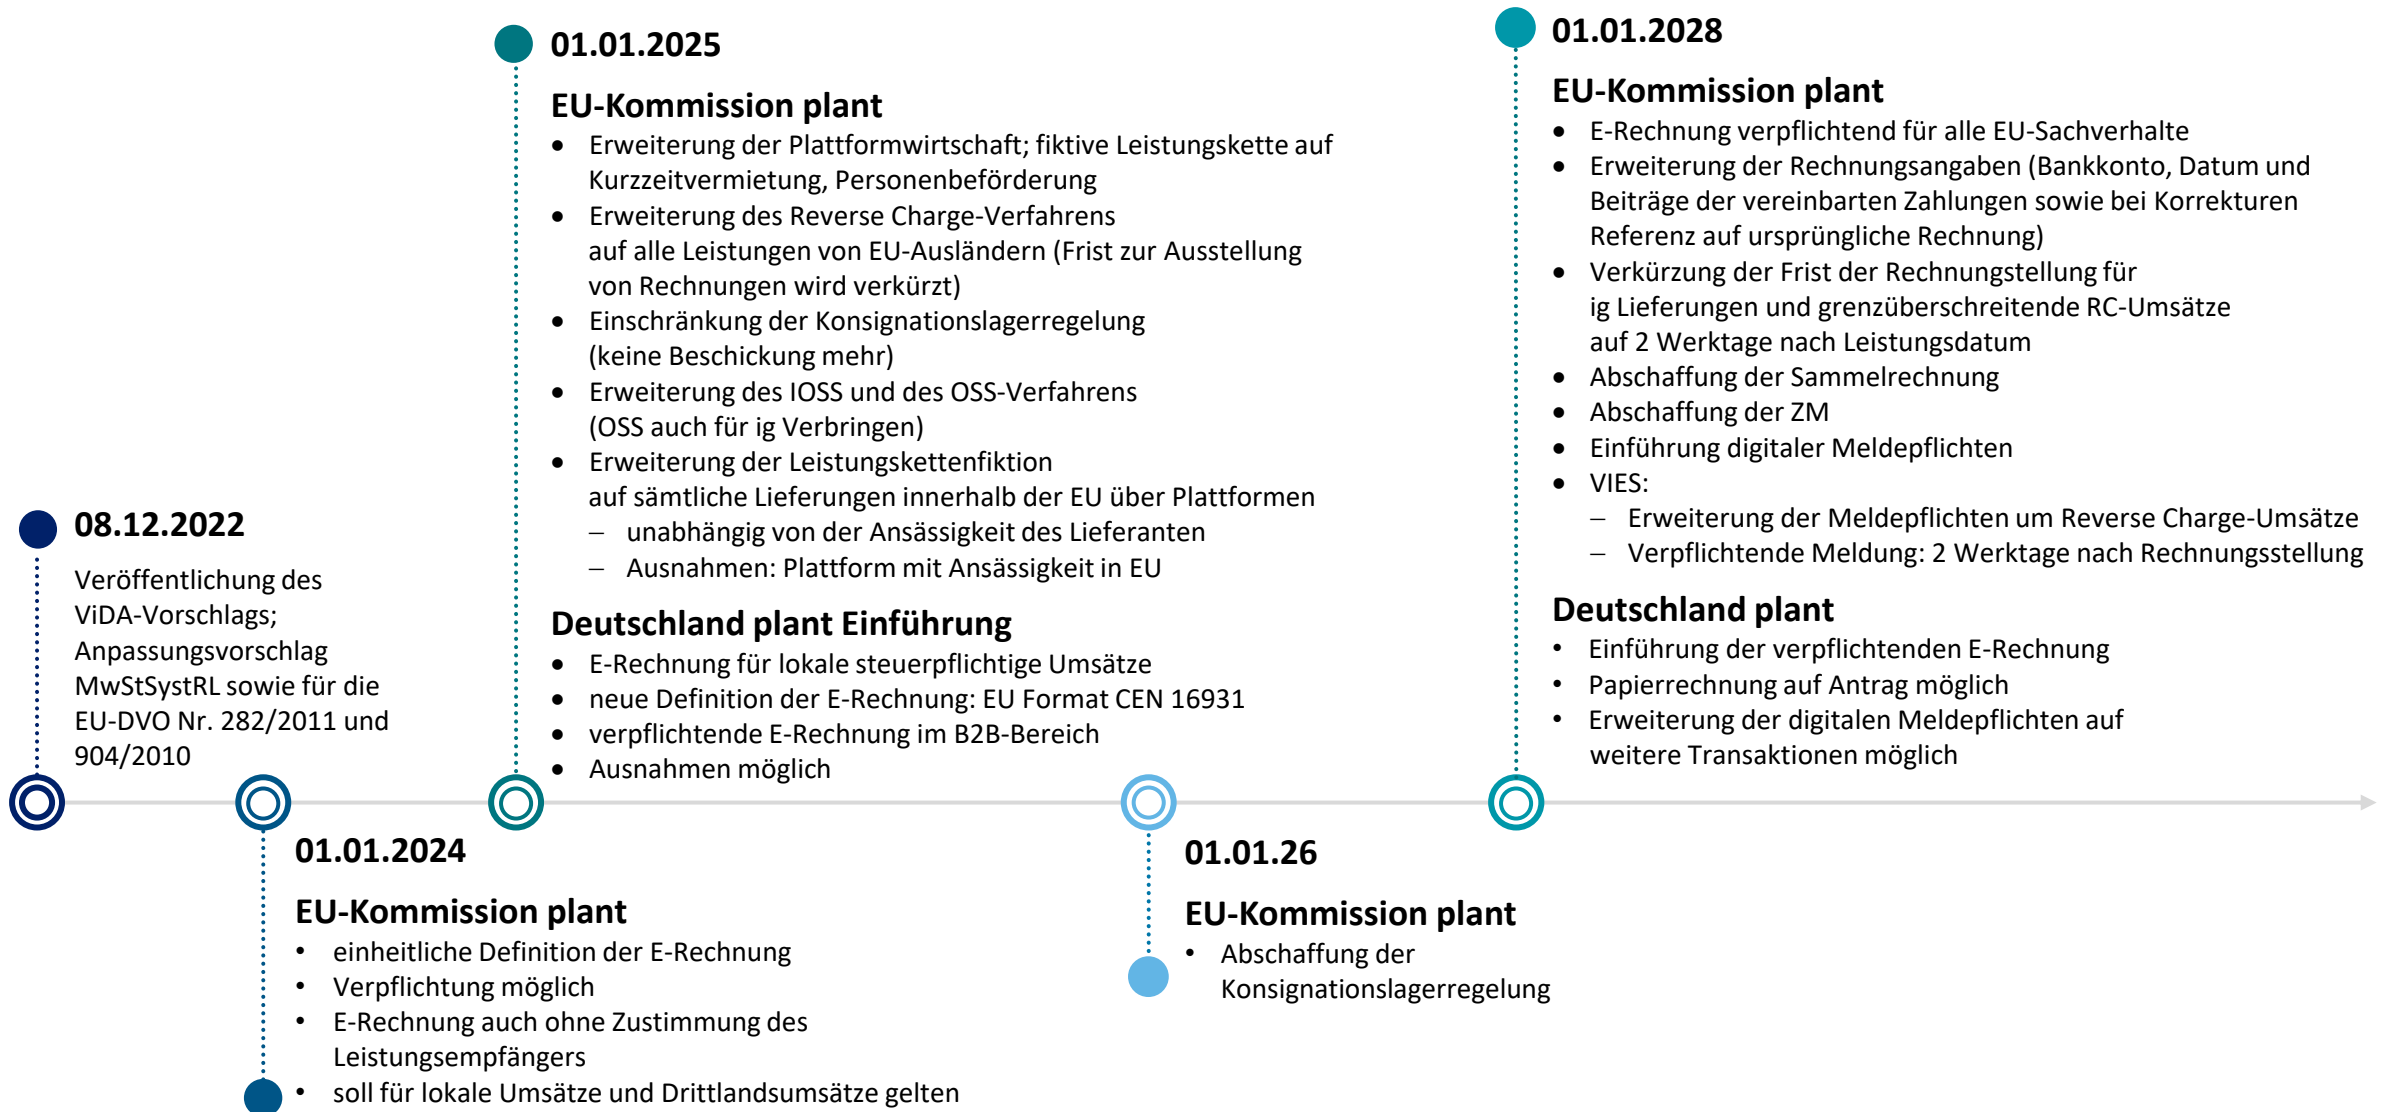 08.12.2022
Veröffentlichung des
ViDA-Vorschlags;
Anpassungsvorschlag
MwStSystRL sowie für die
EU-DVO Nr. 282/2011 und
904/2010
01.01.2024
EU-Kommission plant
• einheitliche Definition der E-Rechnung
• Verpflichtung möglich
• E-Rechnung auch ohne Zustimmung des
Leistungsempfängers
• soll für lokale Umsätze und Drittlandsumsätze gelten
01.01.2025
EU-Kommission plant
• Erweiterung der Plattformwirtschaft; fiktive Leistungskette auf
Kurzzeitvermietung, Personenbeförderung
• Erweiterung des Reverse Charge-Verfahrens
auf alle Leistungen von EU-Ausländern (Frist zur Ausstellung
von Rechnungen wird verkürzt)
• Einschränkung der Konsignationslagerregelung
(keine Beschickung mehr)
• Erweiterung des IOSS und des OSS-Verfahrens
(OSS auch für ig Verbringen)
• Erweiterung der Leistungskettenfiktion
auf sämtliche Lieferungen innerhalb der EU über Plattformen
– unabhängig von der Ansässigkeit des Lieferanten
– Ausnahmen: Plattform mit Ansässigkeit in EU
Deutschland plant Einführung
• E-Rechnung für lokale steuerpflichtige Umsätze
• neue Definition der E-Rechnung: EU Format CEN 16931
• verpflichtende E-Rechnung im B2B-Bereich
• Ausnahmen möglich
01.01.26
EU-Kommission plant
• Abschaffung der
Konsignationslagerregelung
01.01.2028
EU-Kommission plant
• E-Rechnung verpflichtend für alle EU-Sachverhalte
• Erweiterung der Rechnungsangaben (Bankkonto, Datum und
Beiträge der vereinbarten Zahlungen sowie bei Korrekturen
Referenz auf ursprüngliche Rechnung)
• Verkürzung der Frist der Rechnungstellung für
ig Lieferungen und grenzüberschreitende RC-Umsätze
auf 2 Werktage nach Leistungsdatum
• Abschaffung der Sammelrechnung
• Abschaffung der ZM
• Einführung digitaler Meldepflichten
• VIES:
– Erweiterung der Meldepflichten um Reverse Charge-Umsätze
– Verpflichtende Meldung: 2 Werktage nach Rechnungsstellung
Deutschland plant
• Einführung der verpflichtenden E-Rechnung
• Papierrechnung auf Antrag möglich
• Erweiterung der digitalen Meldepflichten auf
weitere Transaktionen möglich